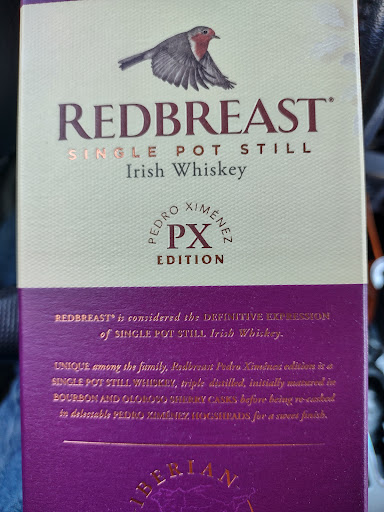 REDBREAST®
SINGLE POT STILL
Irish Whiskey
PEDRO XIMÉNEZ
PX
EDITION
REDBREAST® is considered the DEFINITIVE EXPRESSION
of SINGLE POT STILL Irish Whiskey.
UNIQUE among the family, Redbreast Pedro Ximénez edition is a
SINGLE POT STILL WHISKEY, triple distilled, initially matured in
BOURBON AND OLOROSO SHERRY CASKS before being re-casked
in delectable PEDRO XIMÉNEZ HOGSHEADS for a sweet finish.
IBERIAN